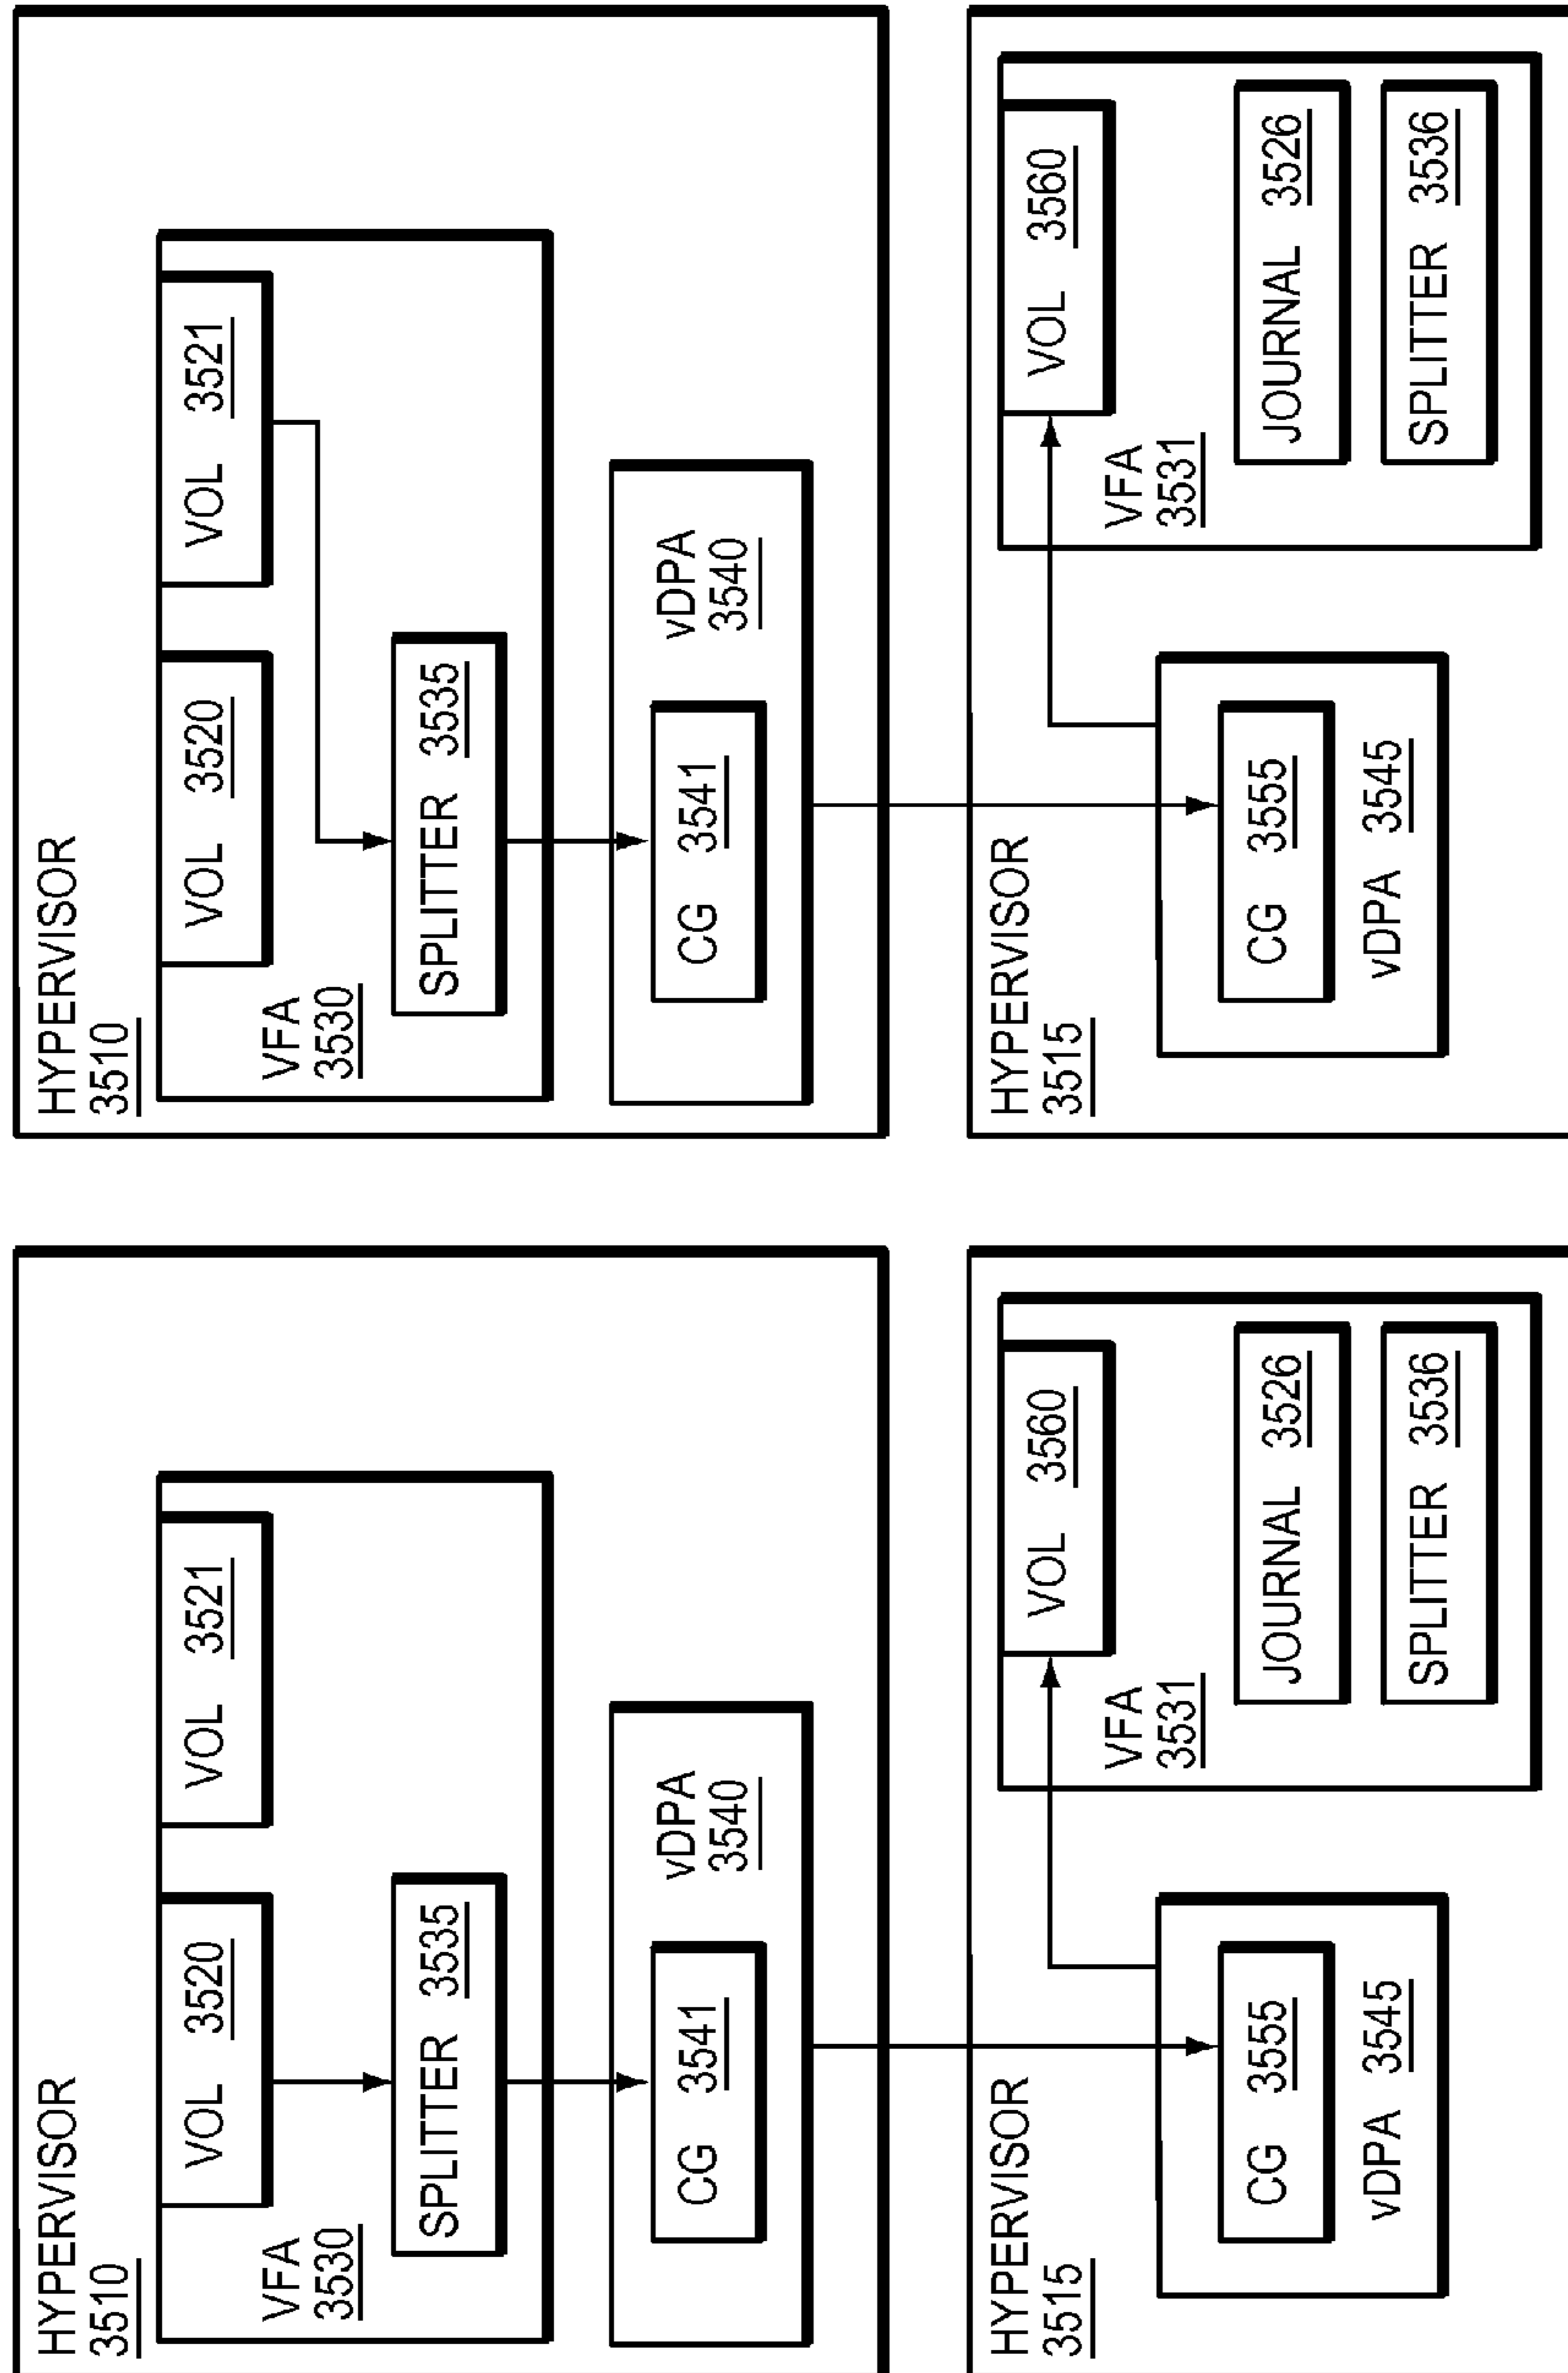 HYPERVISOR
3510
VOL 3520
VOL 3521
VFA
3530
SPLITTER 3535
CG 3541
vDPA
3540
HYPERVISOR
3515
VOL 3560
VFA
3531
CG 3555
vDPA 3545
JOURNAL 3526
SPLITTER 3536
HYPERVISOR
3510
VOL 3520
VOL 3521
VFA
3530
SPLITTER 3535
CG 3541
vDPA
3540
HYPERVISOR
3515
VOL 3560
VFA
3531
CG 3555
vDPA 3545
JOURNAL 3526
SPLITTER 3536